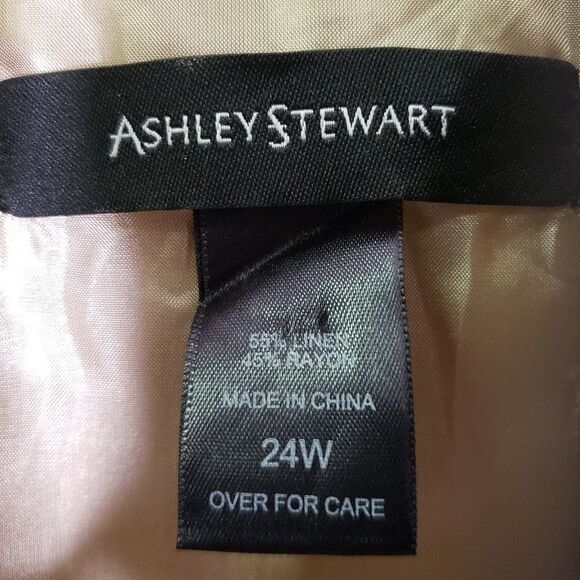 ASHLEY STEWART
55% LINEN
45% RAYON
MADE IN CHINA
24W
OVER FOR CARE